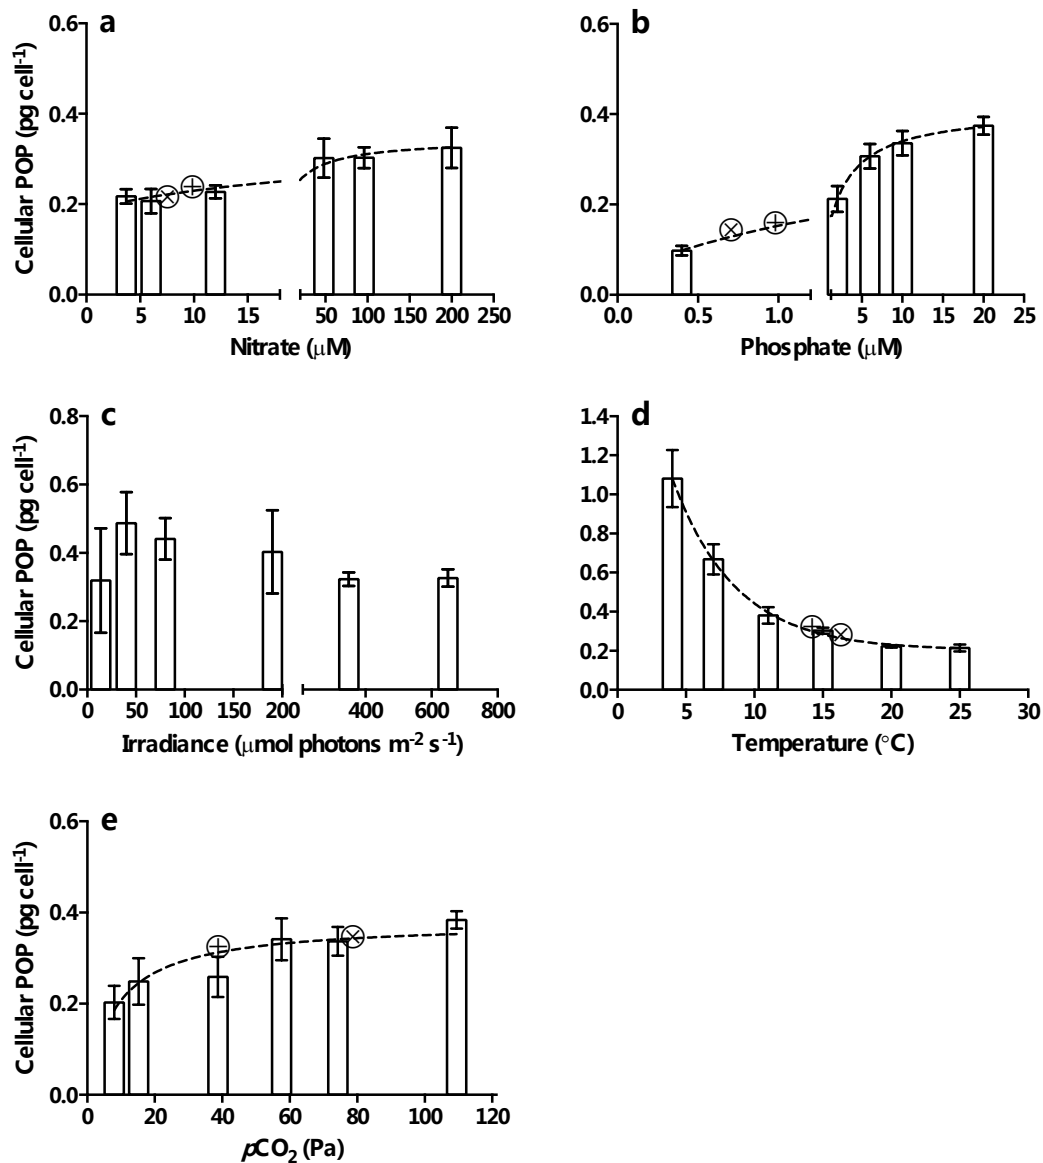 a
Cellular POP (pg cell-1)
0.6
0.4
0.2
0.0
0 5 10 15 50 100 150 200 250
Nitrate (μM)
b
0.6
0.4
0.2
0.0
0.0 0.5 1.0 5 10 15 20 25
Phosphate (μM)
c
Cellular POP (pg cell-1)
0.8
0.6
0.4
0.2
0.0
0 50 100 150 200 400 600 800
Irradiance (μmol photons m-2 s-1)
d
1.4
1.2
1.0
0.8
0.6
0.4
0.2
0.0
0 5 10 15 20 25 30
Temperature (°C)
e
Cellular POP (pg cell-1)
0.6
0.4
0.2
0.0
0 20 40 60 80 100 120
pCO2 (Pa)